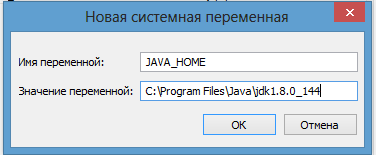 Новая системная переменная
Имя переменной: JAVA_HOME
Значение переменной: C:\Program Files\Java\jdk1.8.0_144
OK Отмена